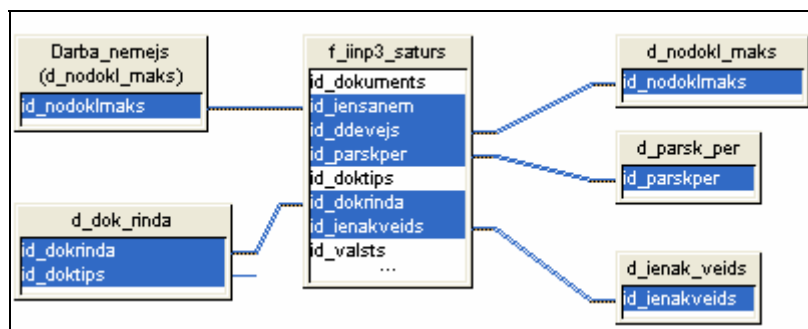 Darba_nemejs
(d_nodokl_maks)
id_nodoklmaks
d_dok_rinda
id_dokrinda
id_doktips
f_iinp3_saturs
id_dokuments
id_iensanem
id_ddevejs
id_parskper
id_doktips
id_dokrinda
id_ienakveids
id_valsts
...
d_nodokl_maks
id_nodoklmaks
d_parsk_per
id_parskper
d_ienak_veids
id_ienakveids